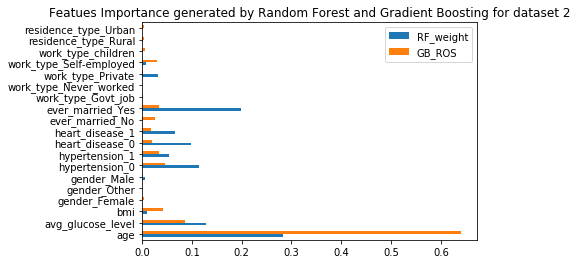 Featues Importance generated by Random Forest and Gradient Boosting for dataset 2
residence_type_Urban
residence_type_Rural
work_type_children
work_type_Self-employed
work_type_Private
work_type_Never_worked
work_type_Govt_job
ever_married_Yes
ever_married_No
heart_disease_1
heart_disease_0
hypertension_1
hypertension_0
gender_Male
gender_Other
gender_Female
bmi
avg_glucose_level
age
RF_weight
GB_ROS
0.0 0.1 0.2 0.3 0.4 0.5 0.6